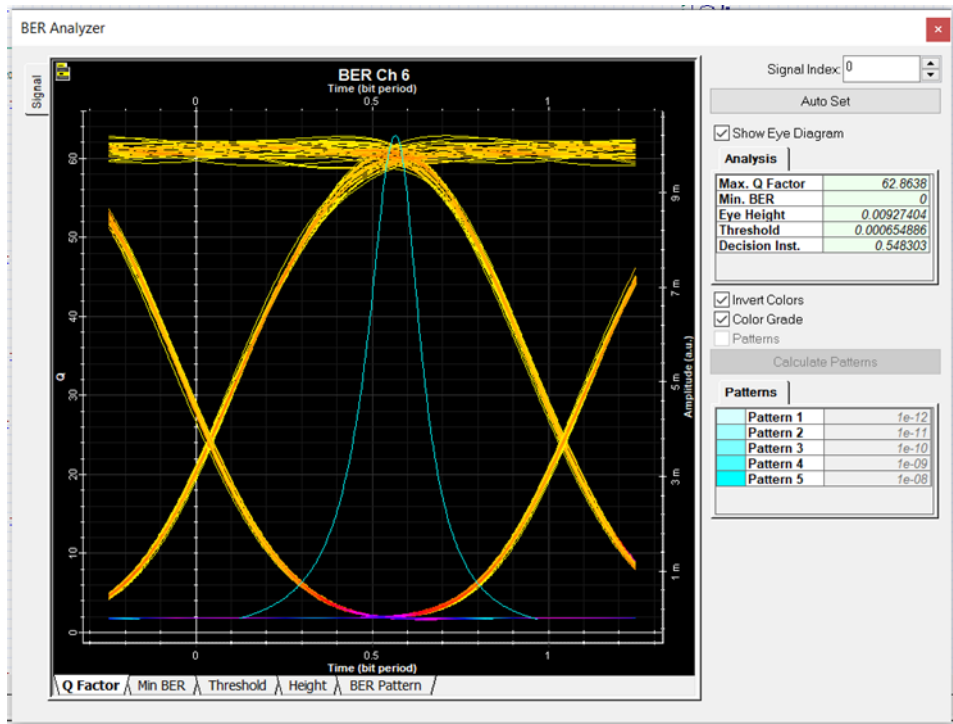 BER Analyzer
×
Signal
BER Ch 6
Time (bit period)
0 0.5 1
60
50
40
30
20
10
0
Q
9 m
7 m
5 m
3 m
1 m
Amplitude (a.u.)
0 0.5 1
Time (bit period)
Q Factor Min BER Threshold Height BER Pattern
Signal Index: 0
Auto Set
Show Eye Diagram
Analysis
Max. Q Factor 62.8638
Min. BER 0
Eye Height 0.00927404
Threshold 0.000654886
Decision Inst. 0.548303
Invert Colors
Color Grade
Patterns
Calculate Patterns
Patterns
Pattern 1 1e-12
Pattern 2 1e-11
Pattern 3 1e-10
Pattern 4 1e-09
Pattern 5 1e-08